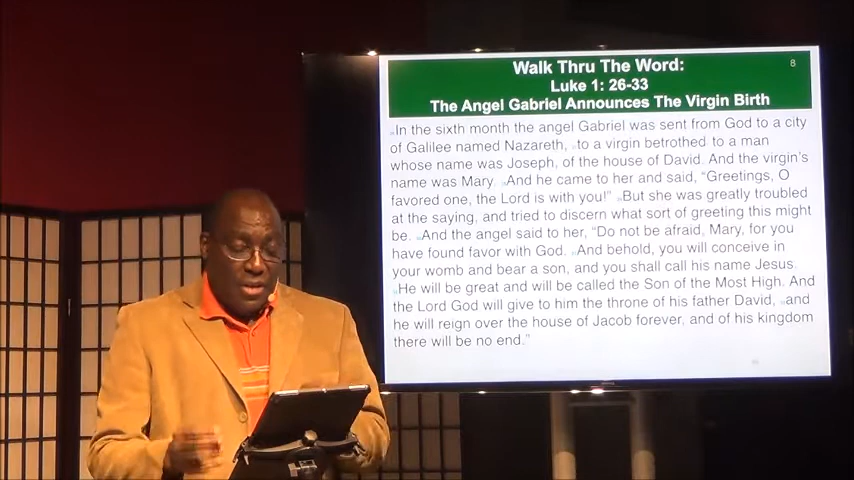 Walk Thru The Word:
8
Luke 1: 26-33
The Angel Gabriel Announces The Virgin Birth
In the sixth month the angel Gabriel was sent from God to a city
of Galilee named Nazareth, to a virgin betrothed to a man
whose name was Joseph, of the house of David. And the virgin's
name was Mary. And he came to her and said, "Greetings, O
favored one, the Lord is with you!" But she was greatly troubled
at the saying, and tried to discern what sort of greeting this might
be. And the angel said to her, "Do not be afraid, Mary, for you
have found favor with God. And behold, you will conceive in
your womb and bear a son, and you shall call his name Jesus.
He will be great and will be called the Son of the Most High. And
the Lord God will give to him the throne of his father David, and
he will reign over the house of Jacob forever, and of his kingdom
there will be no end."